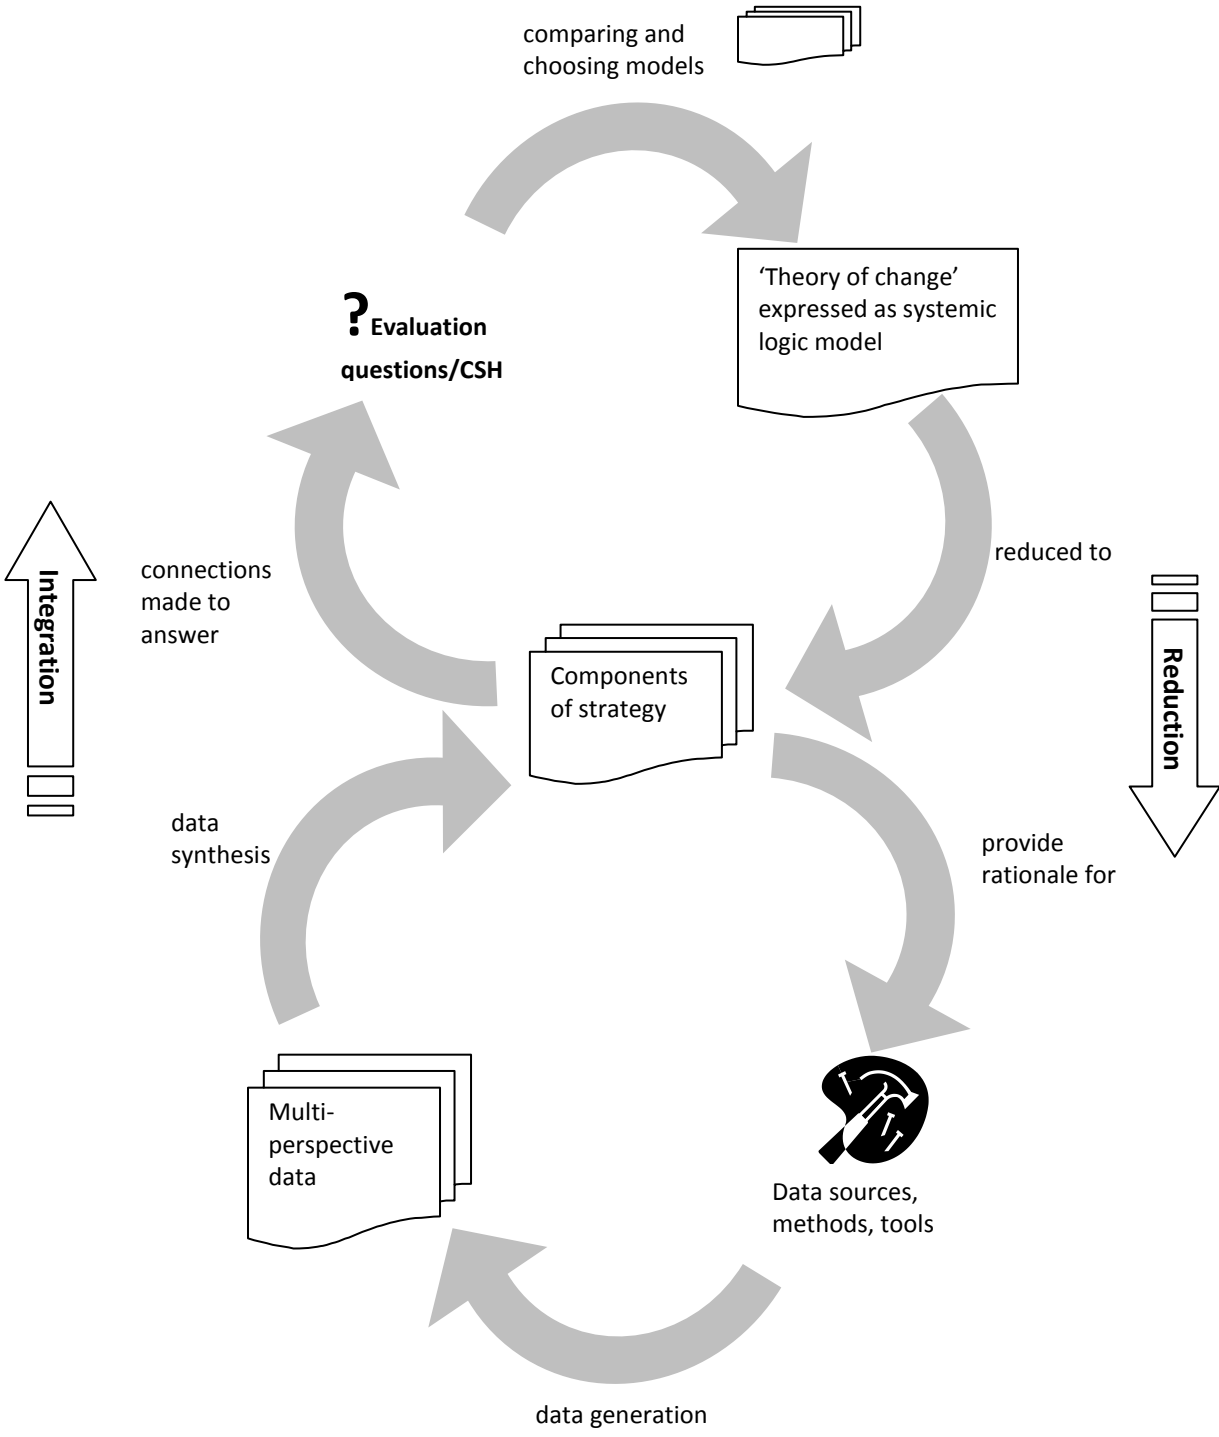 comparing and
choosing models
‘Theory of change’
expressed as systemic
logic model
?Evaluation
questions/CSH
reduced to
connections
made to
answer
Integration
Components
of strategy
Reduction
data
synthesis
provide
rationale for
Multi-
perspective
data
Data sources,
methods, tools
data generation